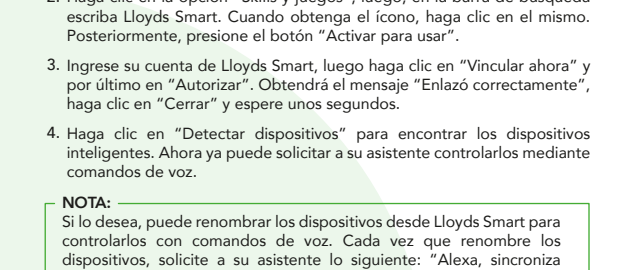 2. Haga clic en la opción “Skills y juegos”, luego, en la barra de búsqueda
escriba Lloyds Smart. Cuando obtenga el ícono, haga clic en el mismo.
Posteriormente, presione el botón “Activar para usar”.
3. Ingrese su cuenta de Lloyds Smart, luego haga clic en “Vincular ahora” y
por último en “Autorizar”. Obtendrá el mensaje “Enlazó correctamente”,
haga clic en “Cerrar” y espere unos segundos.
4. Haga clic en “Detectar dispositivos” para encontrar los dispositivos
inteligentes. Ahora ya puede solicitar a su asistente controlarlos mediante
comandos de voz.
NOTA:
Si lo desea, puede renombrar los dispositivos desde Lloyds Smart para
controlarlos con comandos de voz. Cada vez que renombre los
dispositivos, solicite a su asistente lo siguiente: “Alexa, sincroniza